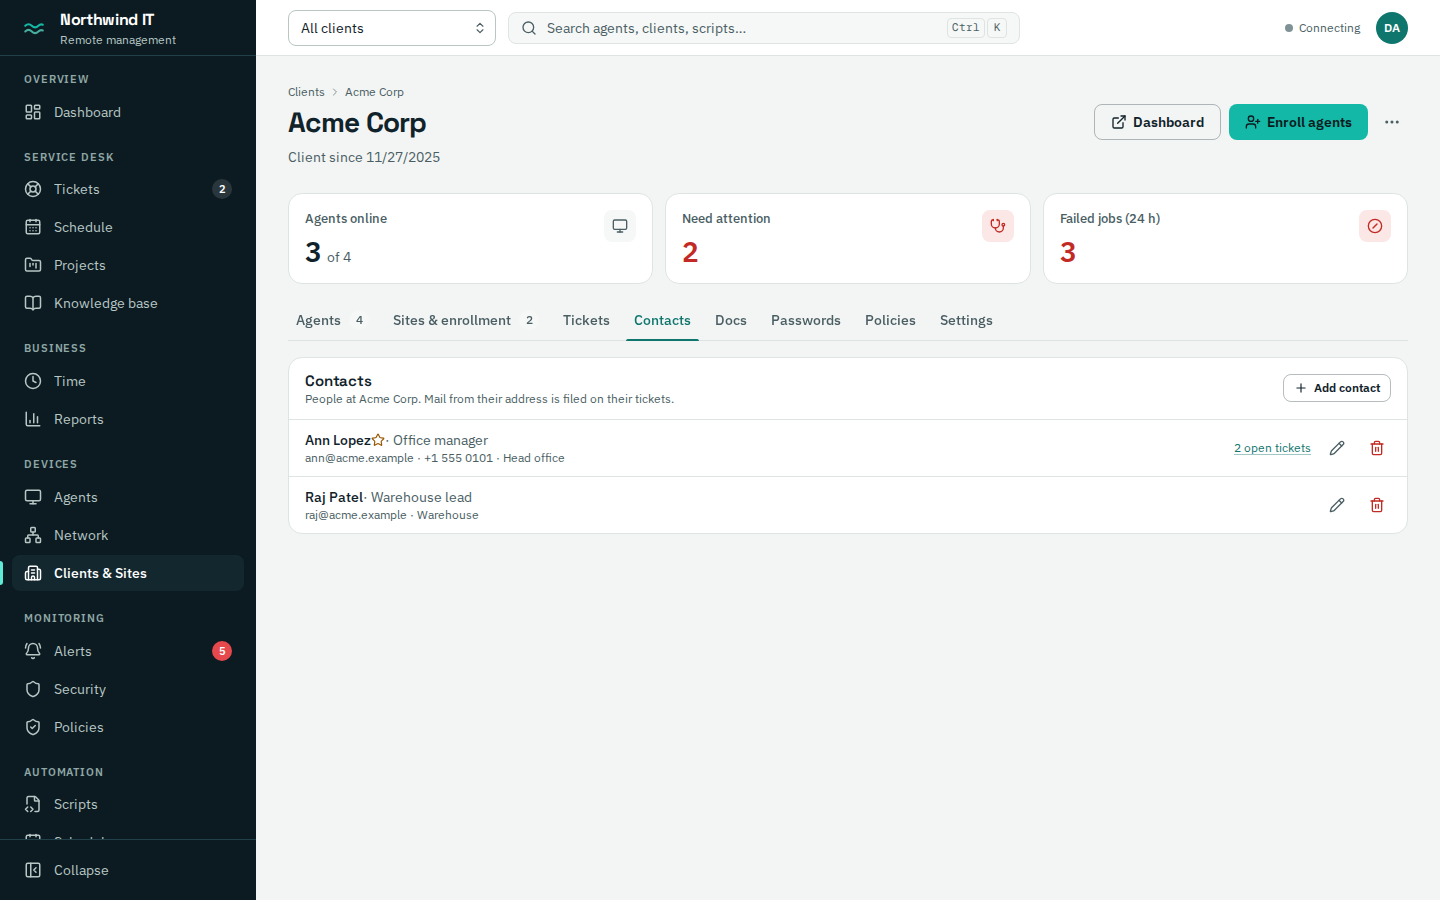 Northwind IT
Remote management
OVERVIEW
Dashboard
SERVICE DESK
Tickets 2
Schedule
Projects
Knowledge base
BUSINESS
Time
Reports
DEVICES
Agents
Network
Clients & Sites
MONITORING
Alerts 5
Security
Policies
AUTOMATION
Scripts
Collapse
All clients
Search agents, clients, scripts... Ctrl K
Connecting
DA
Clients Acme Corp
Acme Corp
Client since 11/27/2025
Dashboard
Enroll agents
Agents online
3 of 4
Need attention
2
Failed jobs (24 h)
3
Agents 4 Sites & enrollment 2 Tickets Contacts Docs Passwords Policies Settings
Contacts
People at Acme Corp. Mail from their address is filed on their tickets.
Add contact
Ann Lopez · Office manager
ann@acme.example · +1 555 0101 · Head office
2 open tickets
Raj Patel · Warehouse lead
raj@acme.example · Warehouse